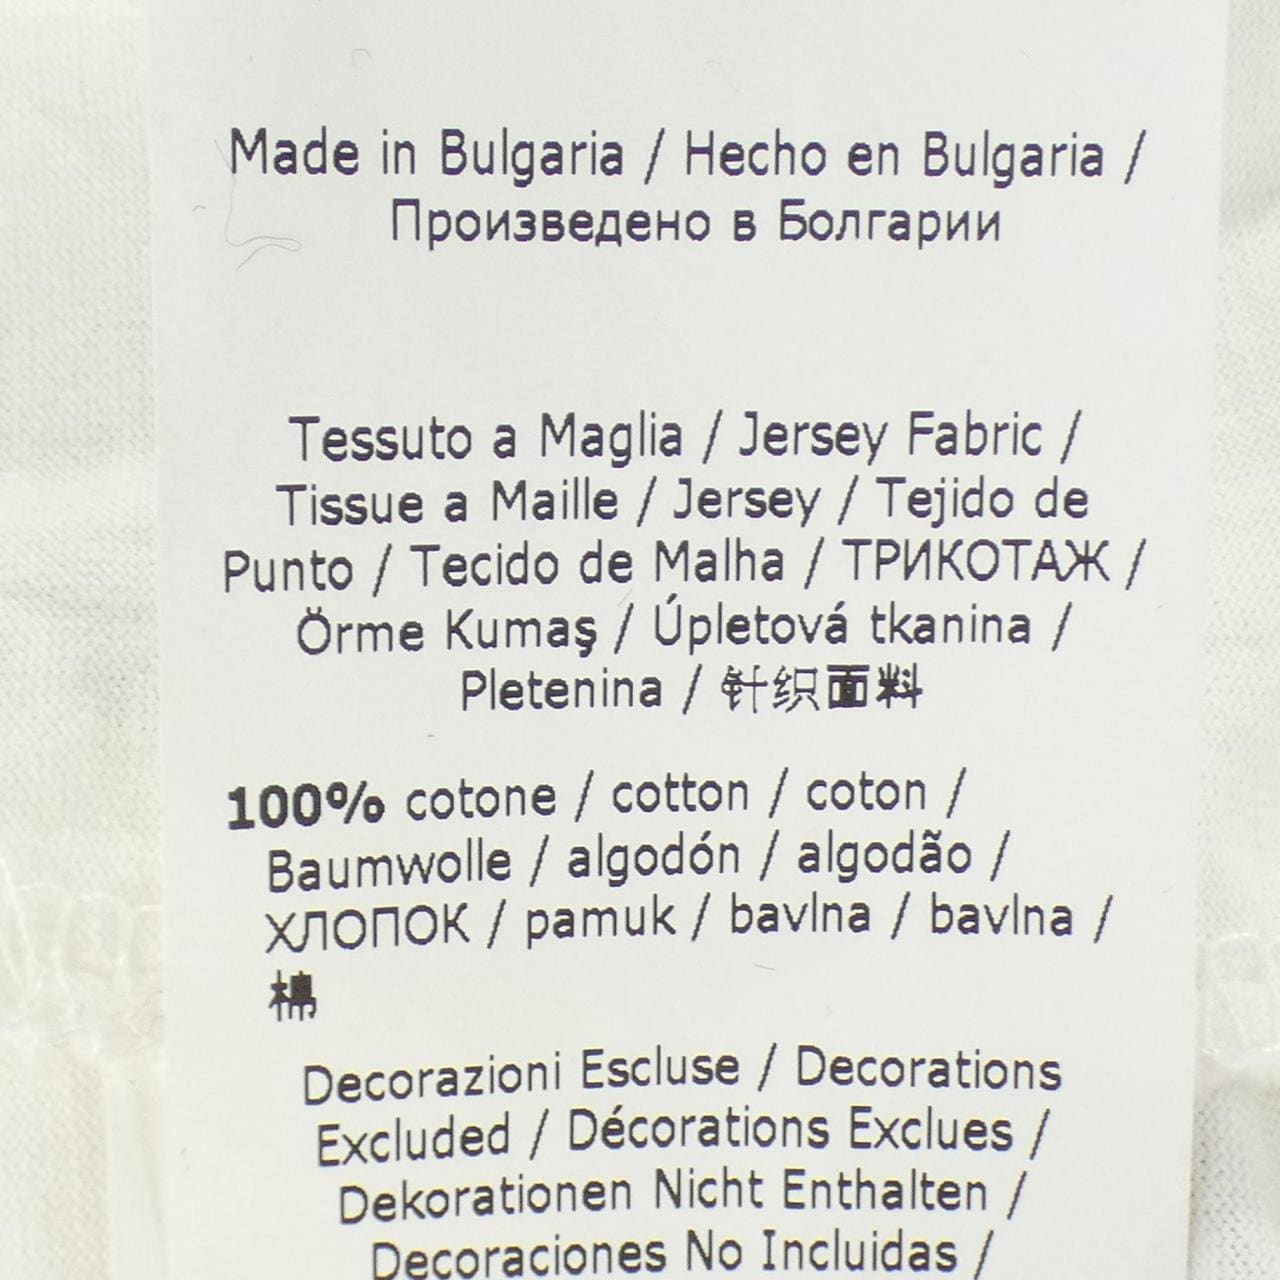 Made in Bulgaria / Hecho en Bulgaria /
Произведено в Болгарии
Tessuto a Maglia / Jersey Fabric /
Tissue a Maille / Jersey / Tejido de
Punto / Tecido de Malha / ТРИКОТАЖ /
Örme Kumaş / Úpletová tkanina /
Pletenina / 针织面料
100% cotone / cotton / coton /
Baumwolle / algodón / algodão /
ХЛОПОК / pamuk / bavlna / bavlna /
棉
Decorazioni Escluse / Decorations
Excluded / Décorations Exclues /
Dekorationen Nicht Enthalten /
Decoraciones No Incluidas /